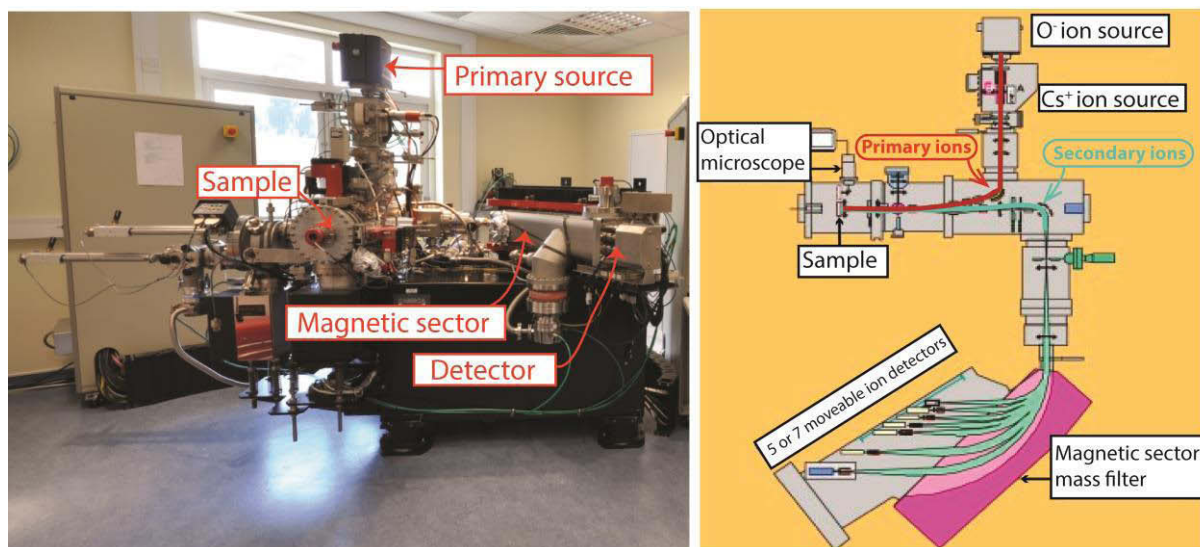 Primary source
Sample
Magnetic sector
Detector
O⁻ ion source
Cs⁺ ion source
Optical
microscope
Primary ions
Secondary ions
Sample
5 or 7 moveable ion detectors
Magnetic sector
mass filter